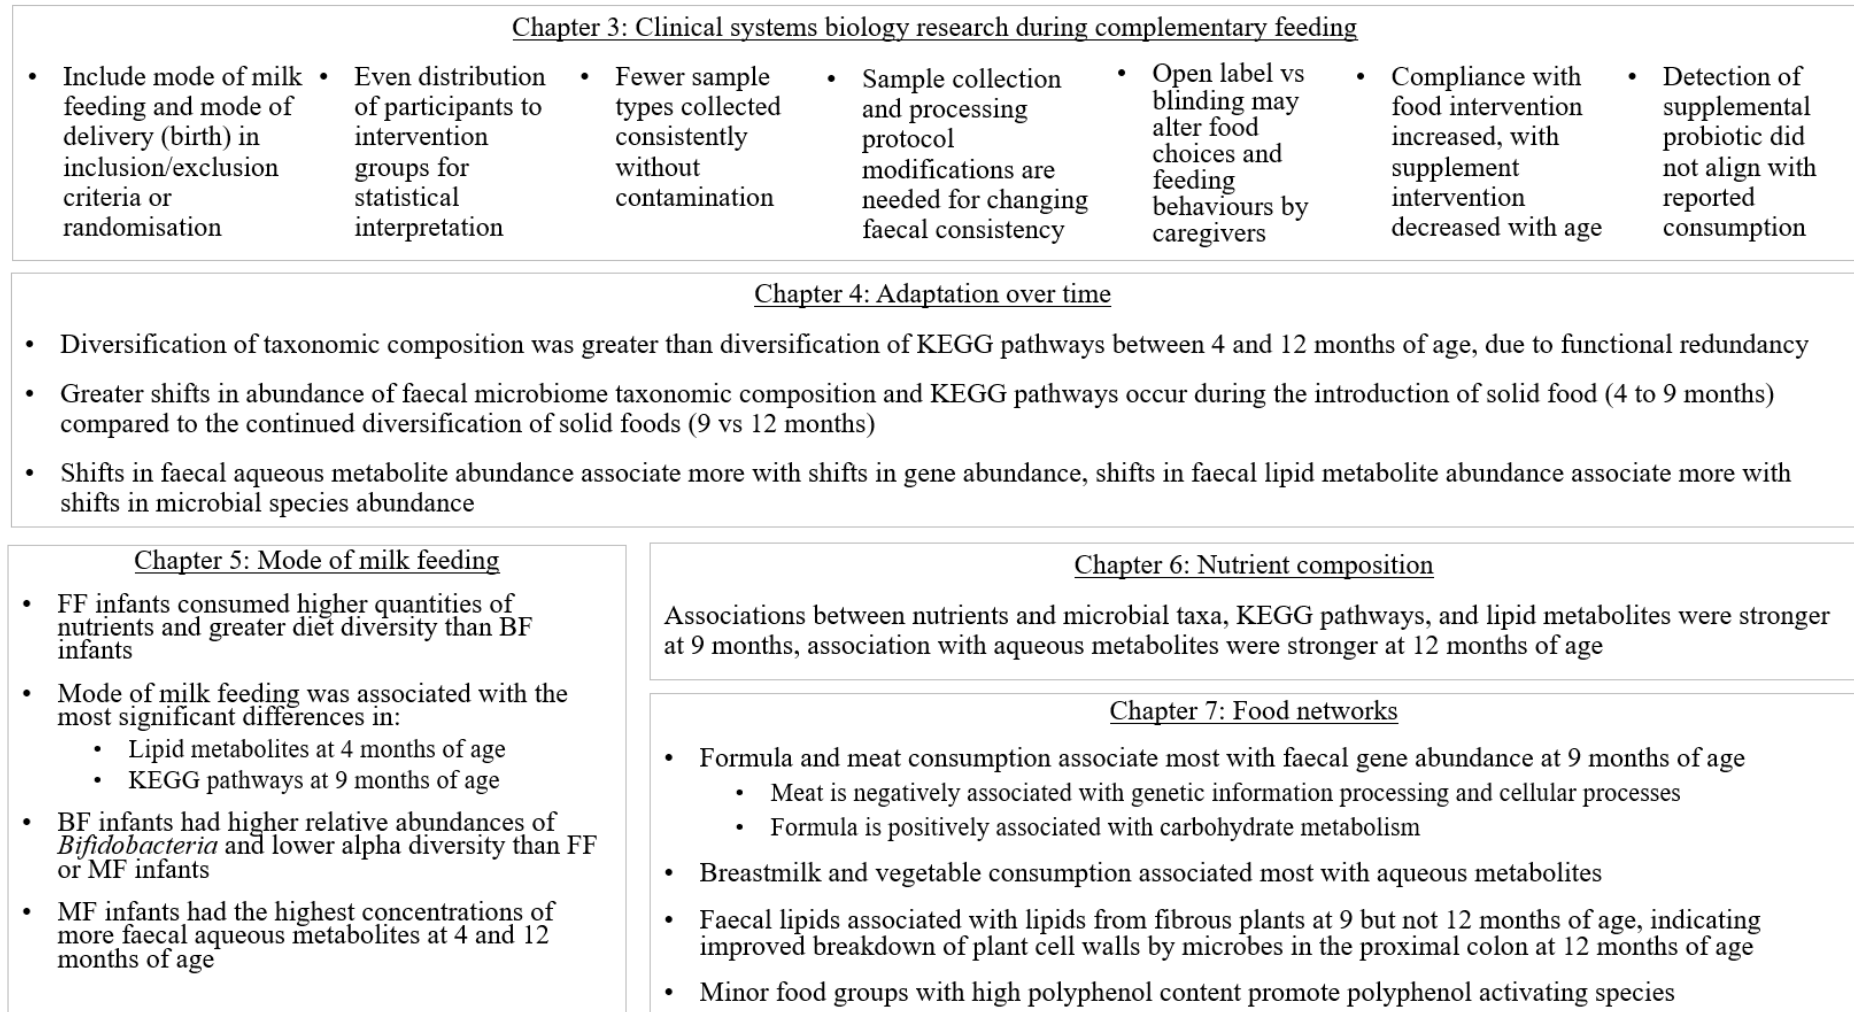 Chapter 3: Clinical systems biology research during complementary feeding
• Include mode of milk
feeding and mode of
delivery (birth) in
inclusion/exclusion
criteria or
randomisation
• Even distribution
of participants to
intervention
groups for
statistical
interpretation
• Fewer sample
types collected
consistently
without
contamination
• Sample collection
and processing
protocol
modifications are
needed for changing
faecal consistency
• Open label vs
blinding may
alter food
choices and
feeding
behaviours by
caregivers
• Compliance with
food intervention
increased, with
supplement
intervention
decreased with age
• Detection of
supplemental
probiotic did
not align with
reported
consumption
Chapter 4: Adaptation over time
• Diversification of taxonomic composition was greater than diversification of KEGG pathways between 4 and 12 months of age, due to functional redundancy
• Greater shifts in abundance of faecal microbiome taxonomic composition and KEGG pathways occur during the introduction of solid food (4 to 9 months)
compared to the continued diversification of solid foods (9 vs 12 months)
• Shifts in faecal aqueous metabolite abundance associate more with shifts in gene abundance, shifts in faecal lipid metabolite abundance associate more with
shifts in microbial species abundance
Chapter 5: Mode of milk feeding
• FF infants consumed higher quantities of
nutrients and greater diet diversity than BF
infants
• Mode of milk feeding was associated with the
most significant differences in:
• Lipid metabolites at 4 months of age
• KEGG pathways at 9 months of age
• BF infants had higher relative abundances of
Bifidobacteria and lower alpha diversity than FF
or MF infants
• MF infants had the highest concentrations of
more faecal aqueous metabolites at 4 and 12
months of age
Chapter 6: Nutrient composition
Associations between nutrients and microbial taxa, KEGG pathways, and lipid metabolites were stronger
at 9 months, association with aqueous metabolites were stronger at 12 months of age
Chapter 7: Food networks
• Formula and meat consumption associate most with faecal gene abundance at 9 months of age
• Meat is negatively associated with genetic information processing and cellular processes
• Formula is positively associated with carbohydrate metabolism
• Breastmilk and vegetable consumption associated most with aqueous metabolites
• Faecal lipids associated with lipids from fibrous plants at 9 but not 12 months of age, indicating
improved breakdown of plant cell walls by microbes in the proximal colon at 12 months of age
• Minor food groups with high polyphenol content promote polyphenol activating species